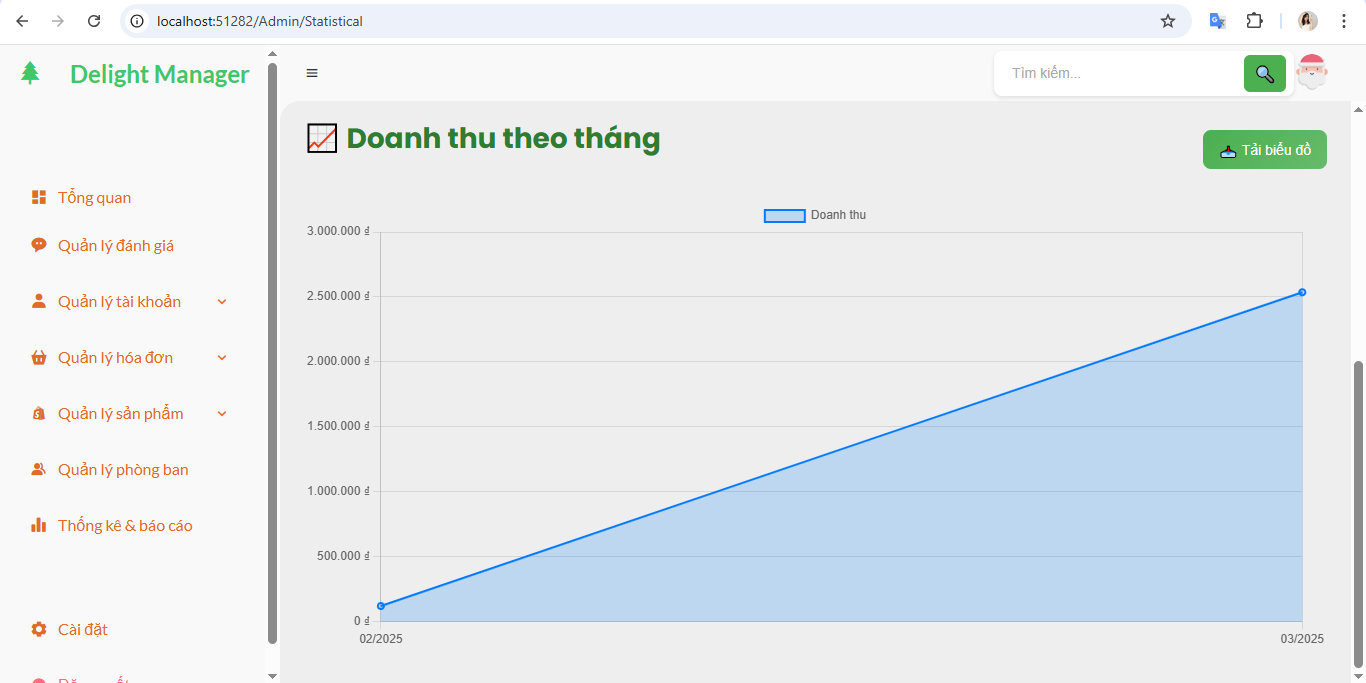 localhost:51282/Admin/Statistical
Delight Manager
Tìm kiếm...
Tổng quan
Quản lý đánh giá
Quản lý tài khoản
Quản lý hóa đơn
Quản lý sản phẩm
Quản lý phòng ban
Thống kê & báo cáo
Cài đặt
Doanh thu theo tháng
Tải biểu đồ
Doanh thu
3.000.000 ₫
2.500.000 ₫
2.000.000 ₫
1.500.000 ₫
1.000.000 ₫
500.000 ₫
0 ₫
02/2025
03/2025